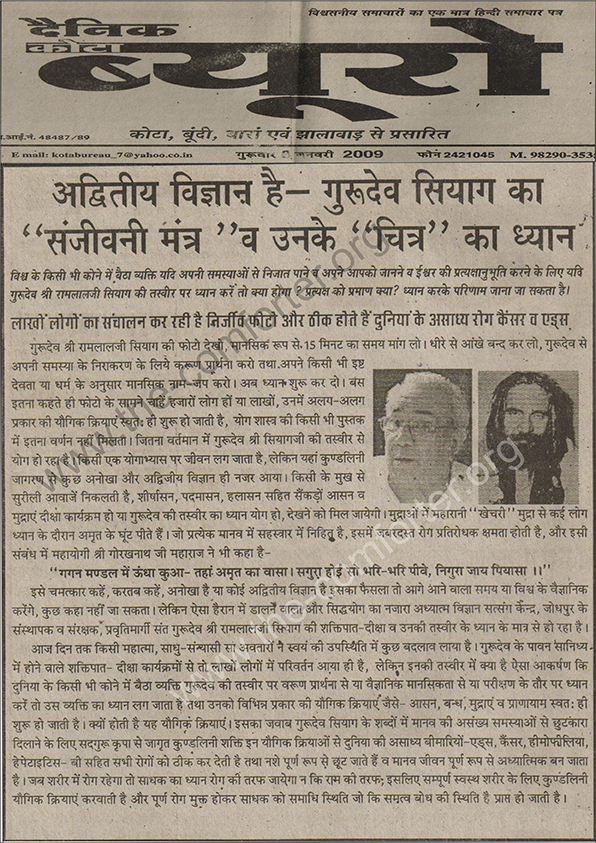 विश्वसनीय समाचारों का एक मात्र हिन्दी समाचार पत्र
दैनिक
कोटा
ब्यूरो
आर.आई.नं. 48487/89
कोटा, बूंदी, बारां एवं झालावाड़ से प्रसारित
E mail: kotabureau_7@yahoo.co.in गुरूवार जनवरी 2009 फोनं 2421045 M. 98290-353
अद्वितीय विज्ञान है– गुरूदेव सियाग का
‘‘संजीवनी मंत्र ’’व उनके ‘‘चित्र’’ का ध्यान
विश्व के किसी भी कोने में बैठा व्यक्ति यदि अपनी समस्याओं से निजात पाने व अपने आपको जानने व ईश्वर की प्रत्यक्षानुभूति करने के लिए यदि
गुरूदेव श्री रामलालजी सियाग की तस्वीर पर ध्यान करें तो क्या होगा ? प्रत्यक्ष को प्रमाण क्या? ध्यान करके परिणाम जाना जा सकता है।
लाखों लोगों का संचालन कर रही है निर्जीव फोटो और ठीक होते हैं दुनिया के असाध्य रोग कैंसर व एड्स
गुरूदेव श्री रामलालजी सियाग की फोटो देखों, मानसिक रूप से 15 मिनट का समय मांग लो। धीरे से आंखे बन्द कर लो, गुरूदेव से
अपनी समस्या के निराकरण के लिये करूण प्रार्थना करो तथा अपने किसी भी इष्ट
देवता या धर्म के अनुसार मानसिक नाम जप करो। अब ध्यान शुरू कर दो। बस
इतना कहते ही फोटो के सामने चाहें हजारों लोग हों या लाखों, उनमें अलग-अलग
प्रकार की यौगिक क्रियाएं स्वत: ही शुरू हो जाती है, योग शास्त्र की किसी भी पुस्तक
में इतना वर्णन नहीं मिलता। जितना वर्तमान में गुरूदेव श्री सियागजी की तस्वीर से
योग हो रहा है। किसी एक योगाभ्यास पर जीवन लग जाता है, लेकिन यहां कुण्डलिनी
जागरण से कुछ अनोखा और अद्विजीय विज्ञान ही नजर आया। किसी के मुख से
सुरीली आवाजें निकलती है, शीर्षासन, पदमासन, हलासन सहित सैंकड़ों आसन व
मुद्राएं दीक्षा कार्यक्रम हो या गुरूदेव की तस्वीर का ध्यान योग हो, देखने को मिल जायेगी। मुद्राओं में महारानी ‘‘खेचरी’’ मुद्रा से कई लोग
ध्यान के दौरान अमृत के घूंट पीते हैं। जो प्रत्येक मानव में सहस्त्रार में निहित है, इसमें जबरदस्त रोग प्रतिरोधक क्षमता होती है, और इसी
संबंध में महायोगी श्री गोरखनाथ जी महाराज ने भी कहा है-
‘‘गगन मण्डल में ऊंधा कुआ- तहां अमृत का वासा। सगुरा होई सो भरि-भरि पीवे, निगुरा जाय पियासा ।।’’
इसे चमत्कार कहें, करतब कहें, अनोखा है या कोई अद्वितीय विज्ञान है इसका फैसला तो आगे आने वाला समय या विश्व के वैज्ञानिक
करेंगे, कुछ कहा नहीं जा सकता। लेकिन ऐसा हैरान में डालने वाले और सिद्धयोग का नजारा अध्यात्म विज्ञान सत्संग केन्द्र, जोधपुर के
संस्थापक व संरक्षक, प्रवृतिमार्गी संत गुरूदेव श्री रामलालजी सियाग की शक्तिपात-दीक्षा व उनकी तस्वीर के ध्यान के मात्र से हो रहा है।
आज दिन तक किसी महात्मा, साधु-संन्यासी या अवतारों ने स्वयं की उपस्थिति में कुछ बदलाव लाया है। गुरूदेव के पावन सानिध्य
में होने वाले शक्तिपात- दीक्षा कार्यक्रमों से तो लाखों लोगों में परिवर्तन आया ही है, लेकिन इनकी तस्वीर में क्या है ऐसा आकर्षण कि
दुनिया के किसी भी कोने में बैठा व्यक्ति गुरूदेव की तस्वीर पर वरूण प्रार्थना से या वैज्ञानिक मानसिकता से या परीक्षण के तौर पर ध्यान
करें तो उस व्यक्ति का ध्यान लग जाता है तथा उनको विभिन्न प्रकार की यौगिक क्रियाएं जैसे- आसन, बन्ध, मुद्राएं व प्राणायाम स्वत: ही
शुरू हो जाती है। क्यों होती है यह यौगिक क्रियाएं। इसका जवाब गुरूदेव सियाग के शब्दों में मानव की असंख्य समस्याओं से छुटकारा
दिलाने के लिए सदगुरू कृपा से जागृत कुण्डलिनी शक्ति इन यौगिक क्रियाओं से दुनिया की असाध्य बीमारियों-एड्स, कैंसर, हीमोफीलिया,
हेपेटाइटिस- बी सहित सभी रोगों को ठीक कर देती है तथा नशे पूर्ण रूप से छूट जाते हैं व मानव जीवन पूर्ण रूप से अध्यात्मिक बन जाता
है। जब शरीर में रोग रहेगा तो साधक का ध्यान रोग की तरफ जायेगा न कि राम की तरफ; इसलिए सम्पूर्ण स्वस्थ शरीर के लिए कुण्डलिनी
यौगिक क्रियाएं करवाती है और पूर्ण रोग मुक्त होकर साधक को समाधि स्थिति जो कि समत्व बोध की स्थिति है प्राप्त हो जाती है।
www.the-comforter.org
www.the-comforter.org